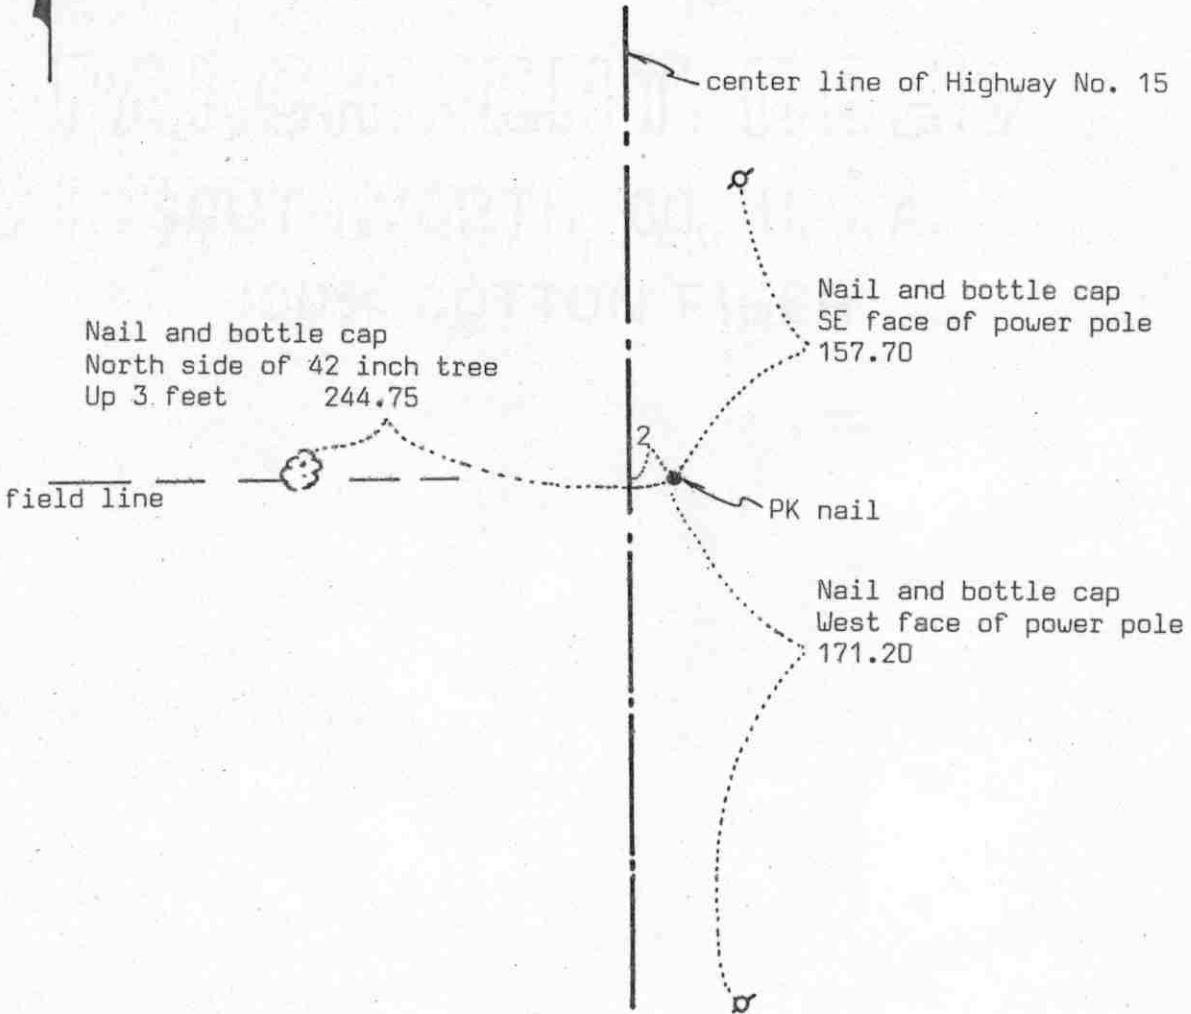 center line of Highway No. 15
Nail and bottle cap
SE face of power pole
157.70
Nail and bottle cap
North side of 42 inch tree
Up 3 feet 244.75
2
field line
PK nail
Nail and bottle cap
West face of power pole
171.20